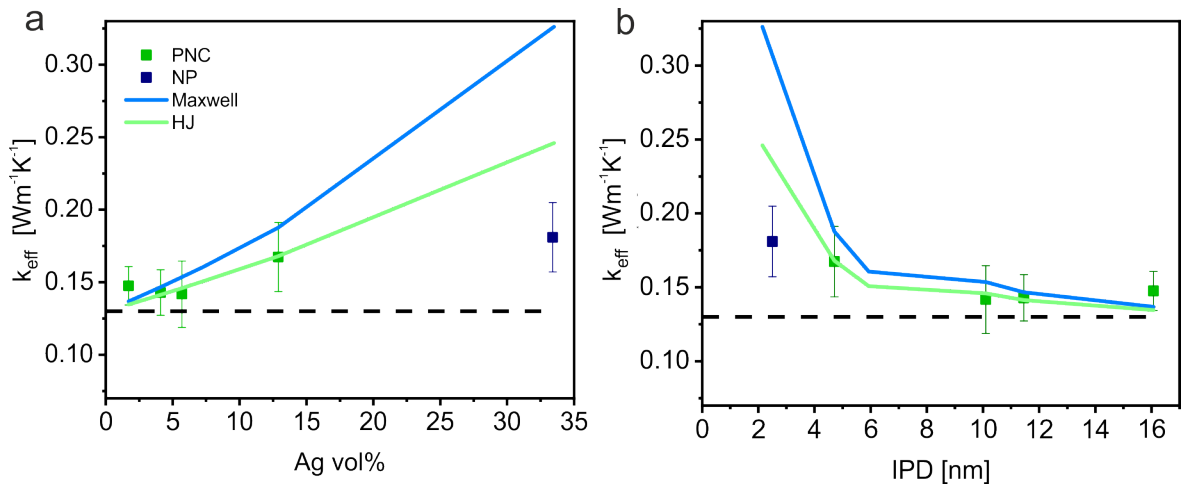 a
0.30
0.25
0.20
0.15
0.10
k_eff [Wm⁻¹K⁻¹]
PNC
NP
Maxwell
HJ
0 5 10 15 20 25 30 35
Ag vol%
b
0.30
0.25
0.20
0.15
0.10
k_eff [Wm⁻¹K⁻¹]
0 2 4 6 8 10 12 14 16
IPD [nm]